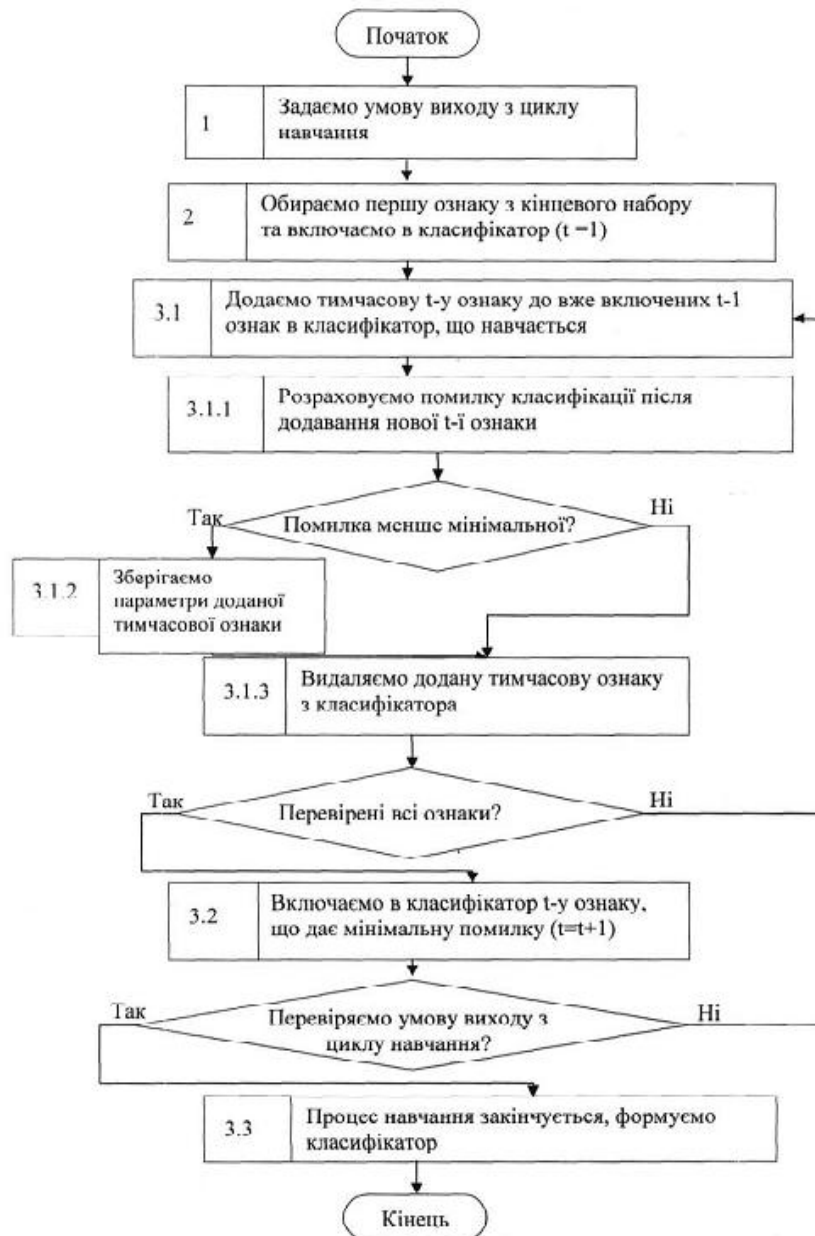 Початок
1
Задаємо умову виходу з циклу
навчання
2
Обираємо першу ознаку з кінцевого набору
та включаємо в класифікатор (t =1)
3.1
Додаємо тимчасову t-у ознаку до вже включених t-1
ознак в класифікатор, що навчається
3.1.1
Розраховуємо помилку класифікації після
додавання нової t-ї ознаки
Так
Помилка менше мінімальної?
Ні
3.1.2
Зберігаємо
параметри доданої
тимчасової ознаки
3.1.3
Видаляємо додану тимчасову ознаку
з класифікатора
Так
Перевірені всі ознаки?
Ні
3.2
Включаємо в класифікатор t-у ознаку,
що дає мінімальну помилку (t=t+1)
Так
Перевіряємо умову виходу з
циклу навчання?
Ні
3.3
Процес навчання закінчується, формуємо
класифікатор
Кінець